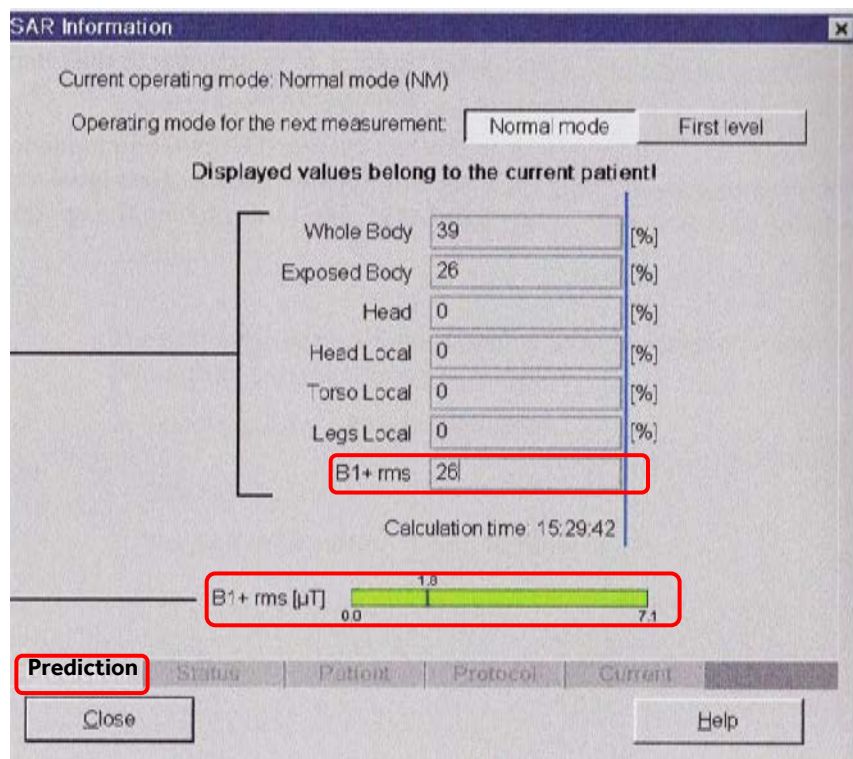 SAR Information
Current operating mode: Normal mode (NM)
Operating mode for the next measurement: Normal mode First level
Displayed values belong to the current patient!
Whole Body 39 [%]
Exposed Body 26 [%]
Head 0 [%]
Head Local 0 [%]
Torso Local 0 [%]
Legs Local 0 [%]
B1+ rms 26
Calculation time: 15:29:42
1.8
B1+ rms [µT]
0.0 7.1
Prediction Status Patient Protocol Current
Close Help